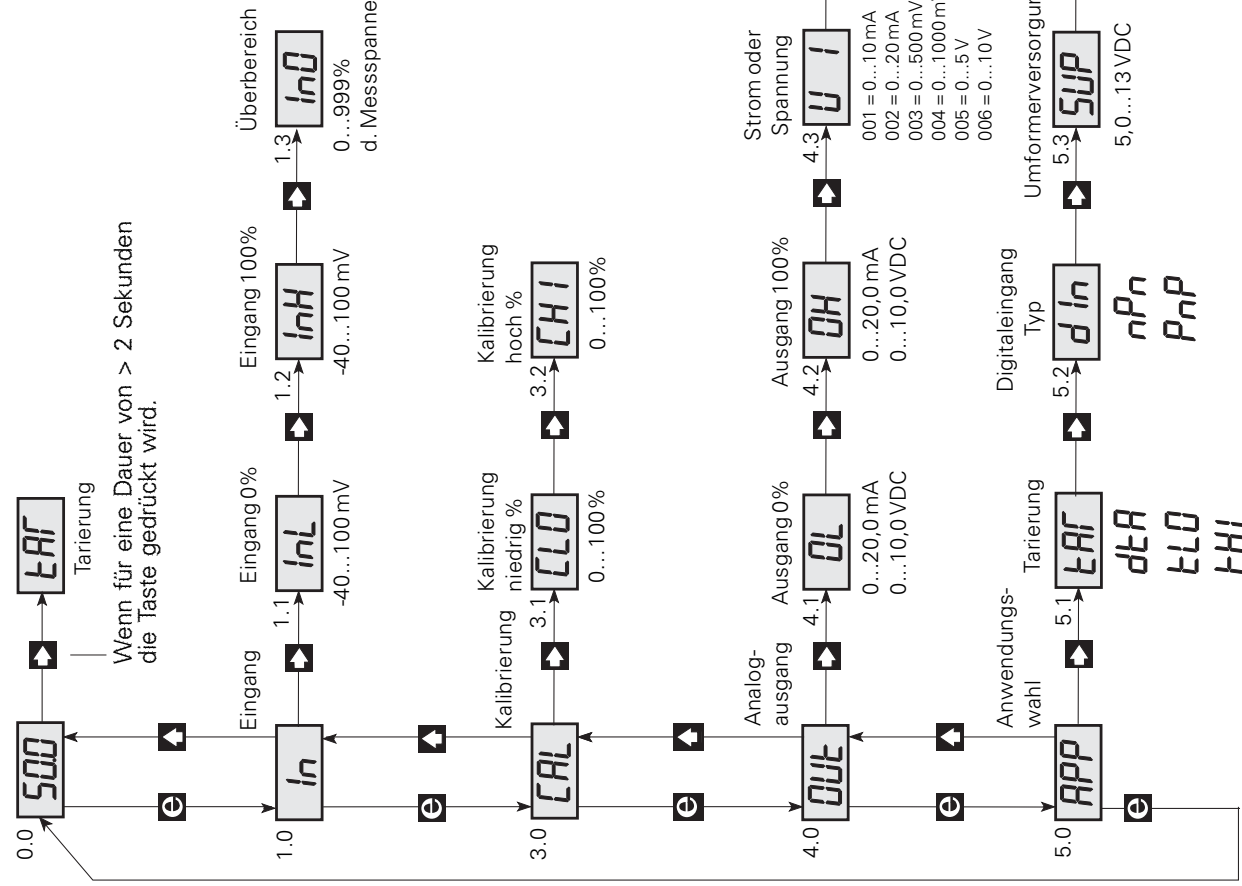 0.0
50.0
tAr
Tarierung
Wenn für eine Dauer von > 2 Sekunden
die Taste gedrückt wird.
e
1.0
In
Eingang
1.1
InL
Eingang 0%
-40...100 mV
1.2
InH
Eingang 100%
-40...100 mV
1.3
InO
Überbereich
0...999%
d. Messspanne
e
3.0
CAL
Kalibrierung
3.1
CLO
Kalibrierung
niedrig %
0...100%
3.2
CHI
Kalibrierung
hoch %
0...100%
e
4.0
OUt
Analog-
ausgang
4.1
OL
Ausgang 0%
0...20,0 mA
0...10,0 VDC
4.2
OH
Ausgang 100%
0...20,0 mA
0...10,0 VDC
4.3
U I
Strom oder
Spannung
001 = 0...10 mA
002 = 0...20 mA
003 = 0...500 mV
004 = 0...1000 m
005 = 0...5 V
006 = 0...10 V
e
5.0
APP
Anwendungs-
wahl
5.1
tAr
Tarierung
dtA
tLO
tHI
5.2
d In
Digitaleingang
Typ
nPn
PnP
5.3
SUP
Umformerversorgu
5,0...13 VDC
e